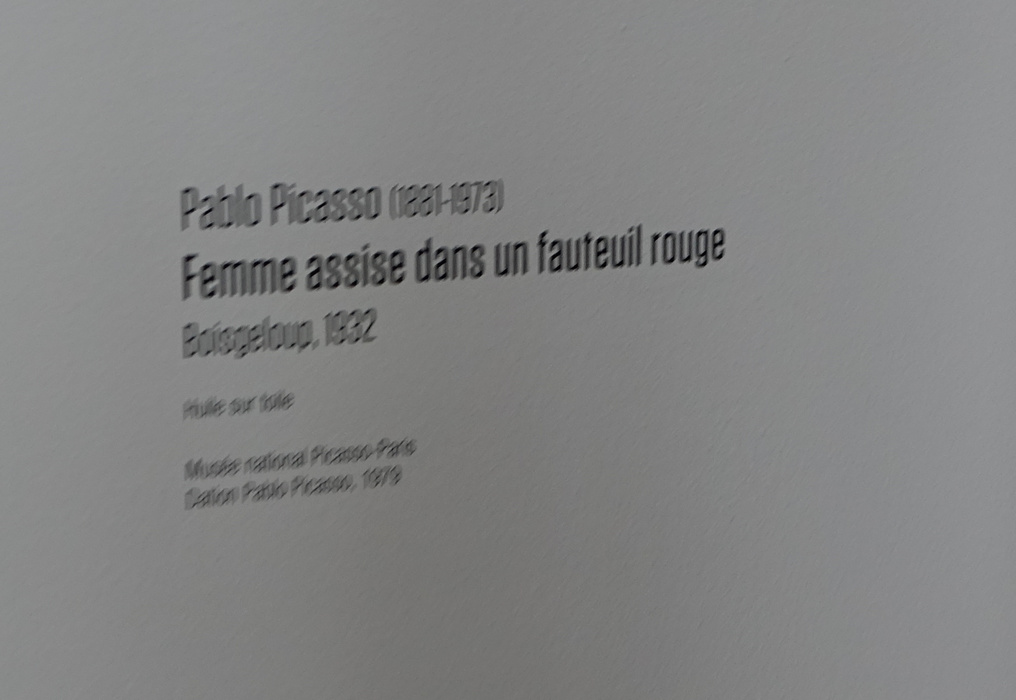 Pablo Picasso (1881-1973)
Femme assise dans un fauteuil rouge
Boisgeloup, 1932
Huile sur toile
Musée national Picasso-Paris
Dation Pablo Picasso, 1979